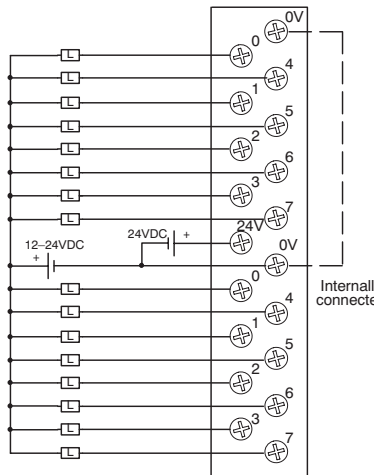 0V
L 0
L 4
L 1
L 5
L 2
L 6
L 3
L 7
24VDC + 24V
12–24VDC
+ 0V
L 0
Internall
connecte
L 4
L 1
L 5
L 2
L 6
L 3
L 7